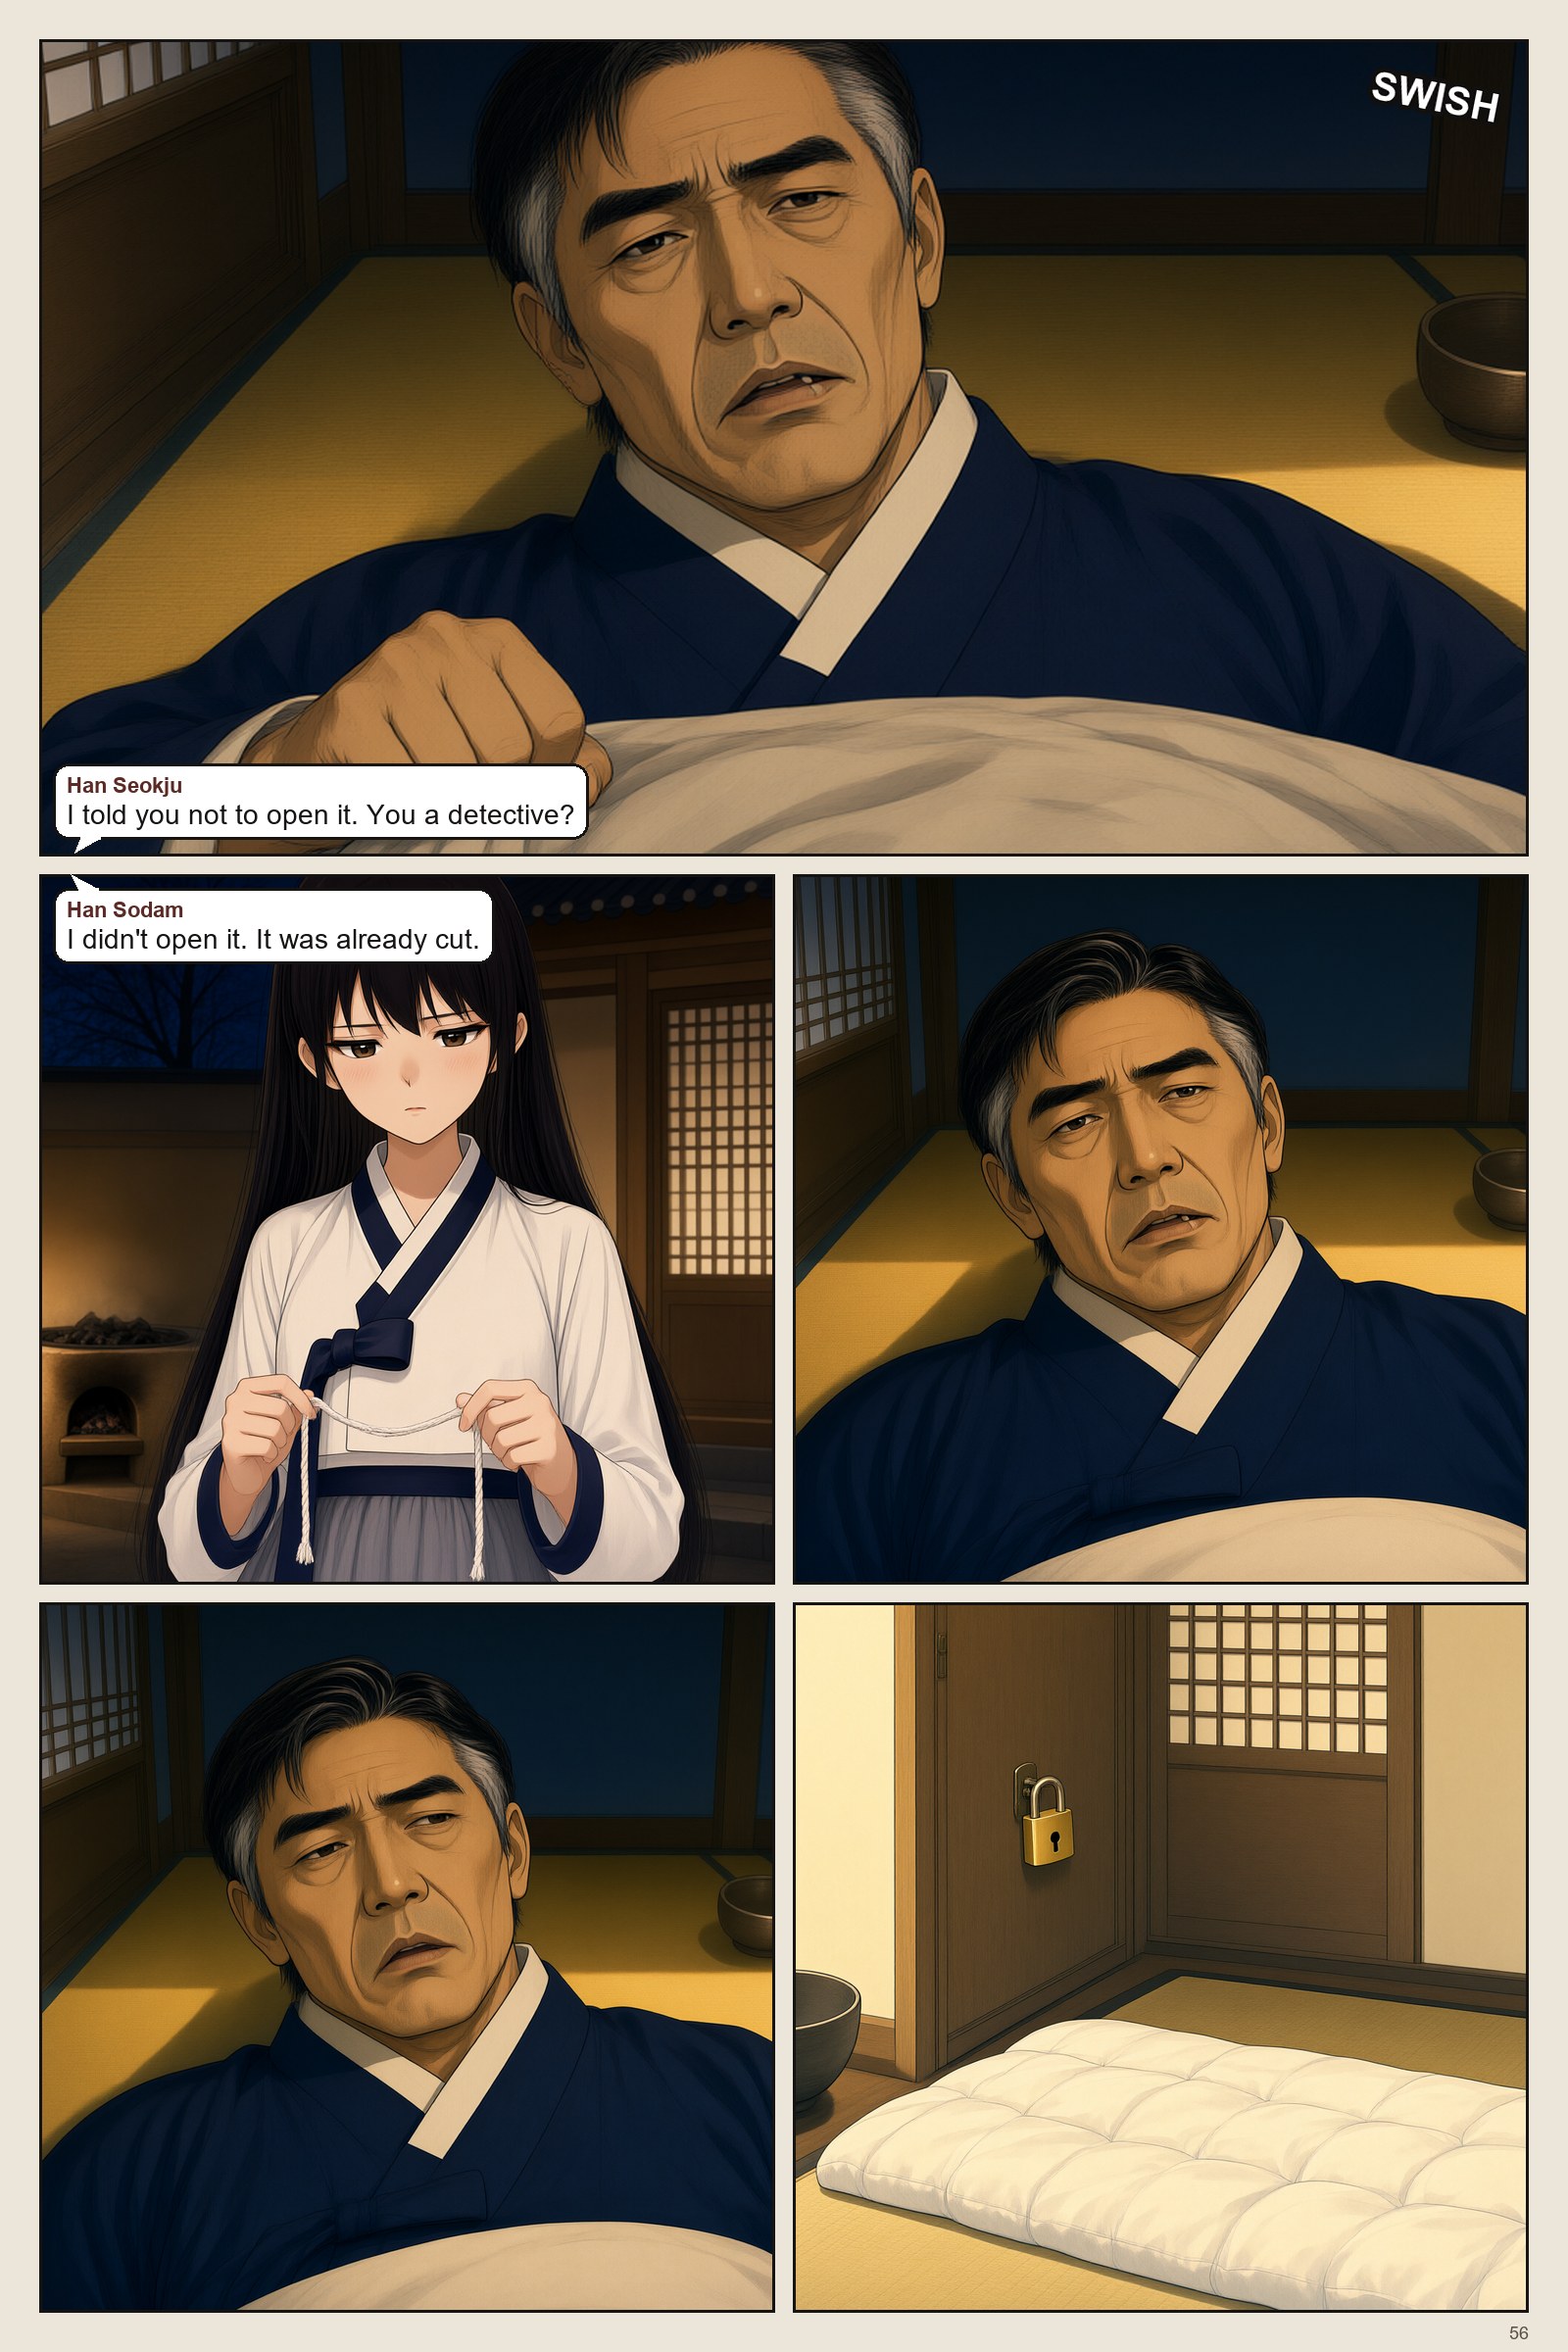 SWISH
Han Seokju
I told you not to open it. You a detective?
Han Sodam
I didn't open it. It was already cut.
56